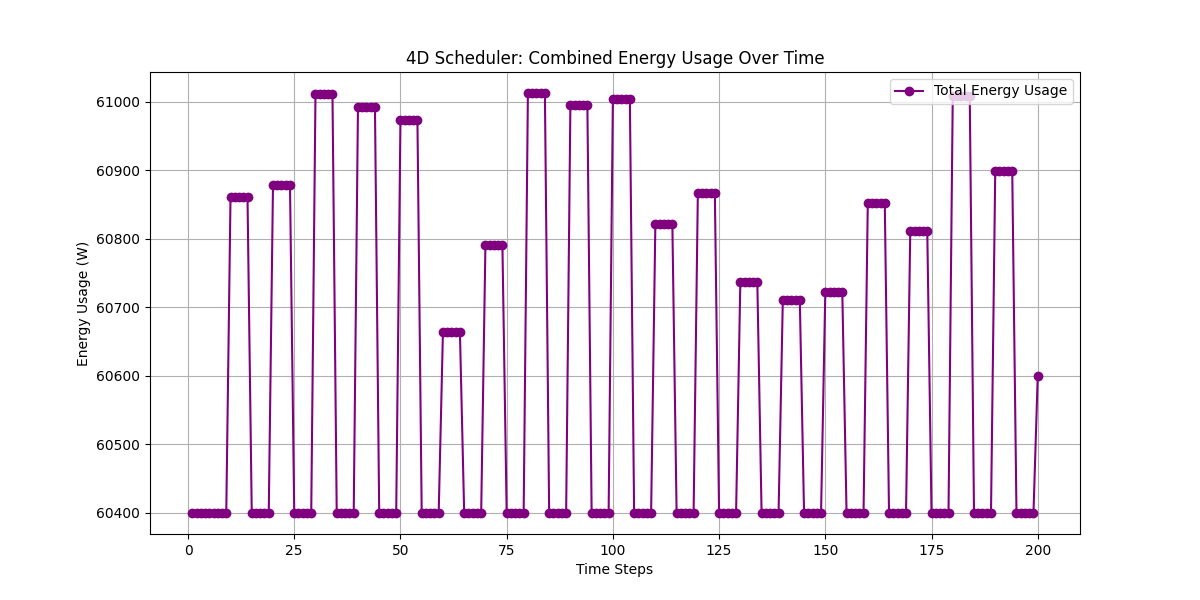 4D Scheduler: Combined Energy Usage Over Time
Total Energy Usage
Energy Usage (W)
61000
60900
60800
60700
60600
60500
60400
0 25 50 75 100 125 150 175 200
Time Steps